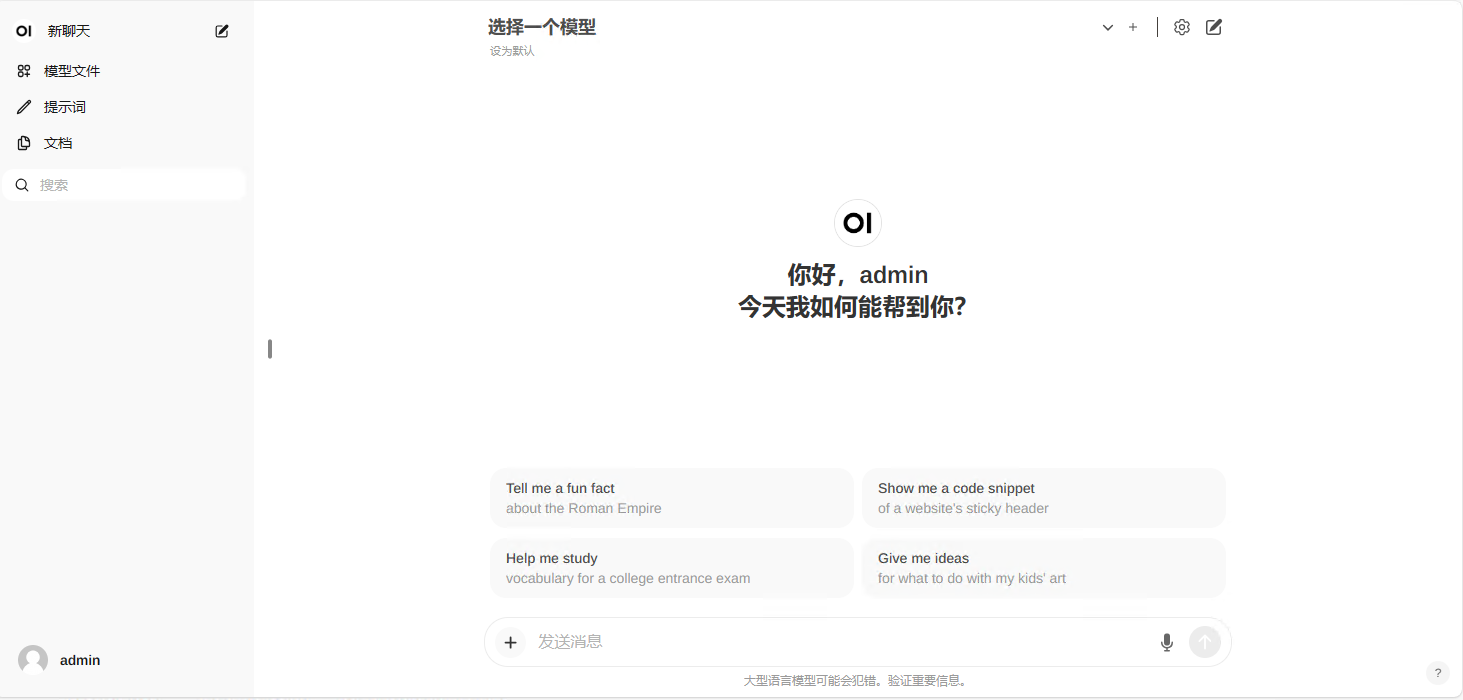 OI 新聊天
模型文件
提示词
文档
搜索
admin
选择一个模型
设为默认
OI
你好，admin
今天我如何能帮到你？
Tell me a fun fact
about the Roman Empire
Show me a code snippet
of a website's sticky header
Help me study
vocabulary for a college entrance exam
Give me ideas
for what to do with my kids' art
发送消息
大型语言模型可能会犯错。验证重要信息。
?